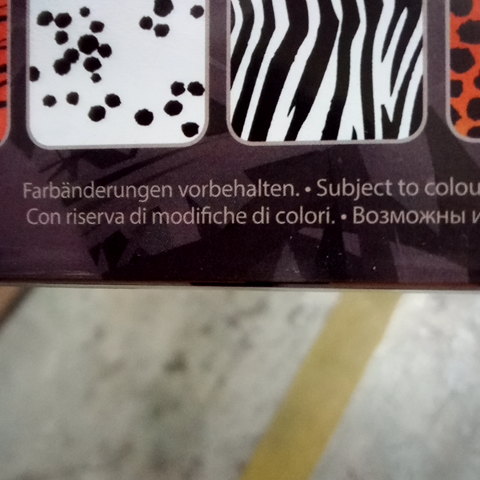 Farbänderungen vorbehalten. • Subject to colou
Con riserva di modifiche di colori. • Возможны и